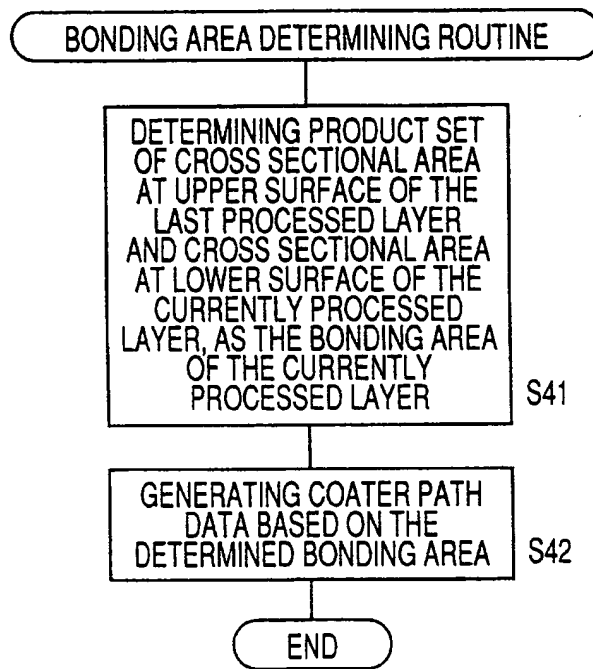 BONDING AREA DETERMINING ROUTINE
DETERMINING PRODUCT SET
OF CROSS SECTIONAL AREA
AT UPPER SURFACE OF THE
LAST PROCESSED LAYER
AND CROSS SECTIONAL AREA
AT LOWER SURFACE OF THE
CURRENTLY PROCESSED
LAYER, AS THE BONDING AREA
OF THE CURRENTLY
PROCESSED LAYER
S41
GENERATING COATER PATH
DATA BASED ON THE
DETERMINED BONDING AREA
S42
END